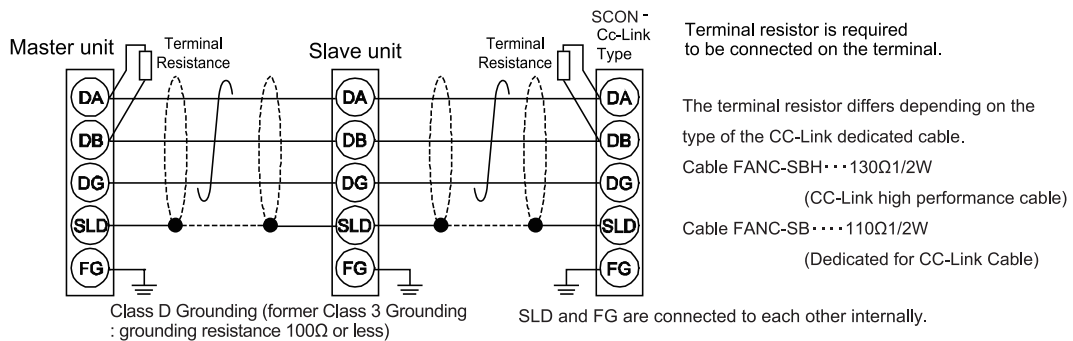 Master unit
Terminal
Resistance
Slave unit
Terminal
Resistance
SCON -
Cc-Link
Type
DA
DB
DG
SLD
FG
DA
DB
DG
SLD
FG
DA
DB
DG
SLD
FG
Class D Grounding (former Class 3 Grounding
: grounding resistance 100Ω or less)
SLD and FG are connected to each other internally.
Terminal resistor is required
to be connected on the terminal.
The terminal resistor differs depending on the
type of the CC-Link dedicated cable.
Cable FANC-SBH···130Ω1/2W
(CC-Link high performance cable)
Cable FANC-SB····110Ω1/2W
(Dedicated for CC-Link Cable)